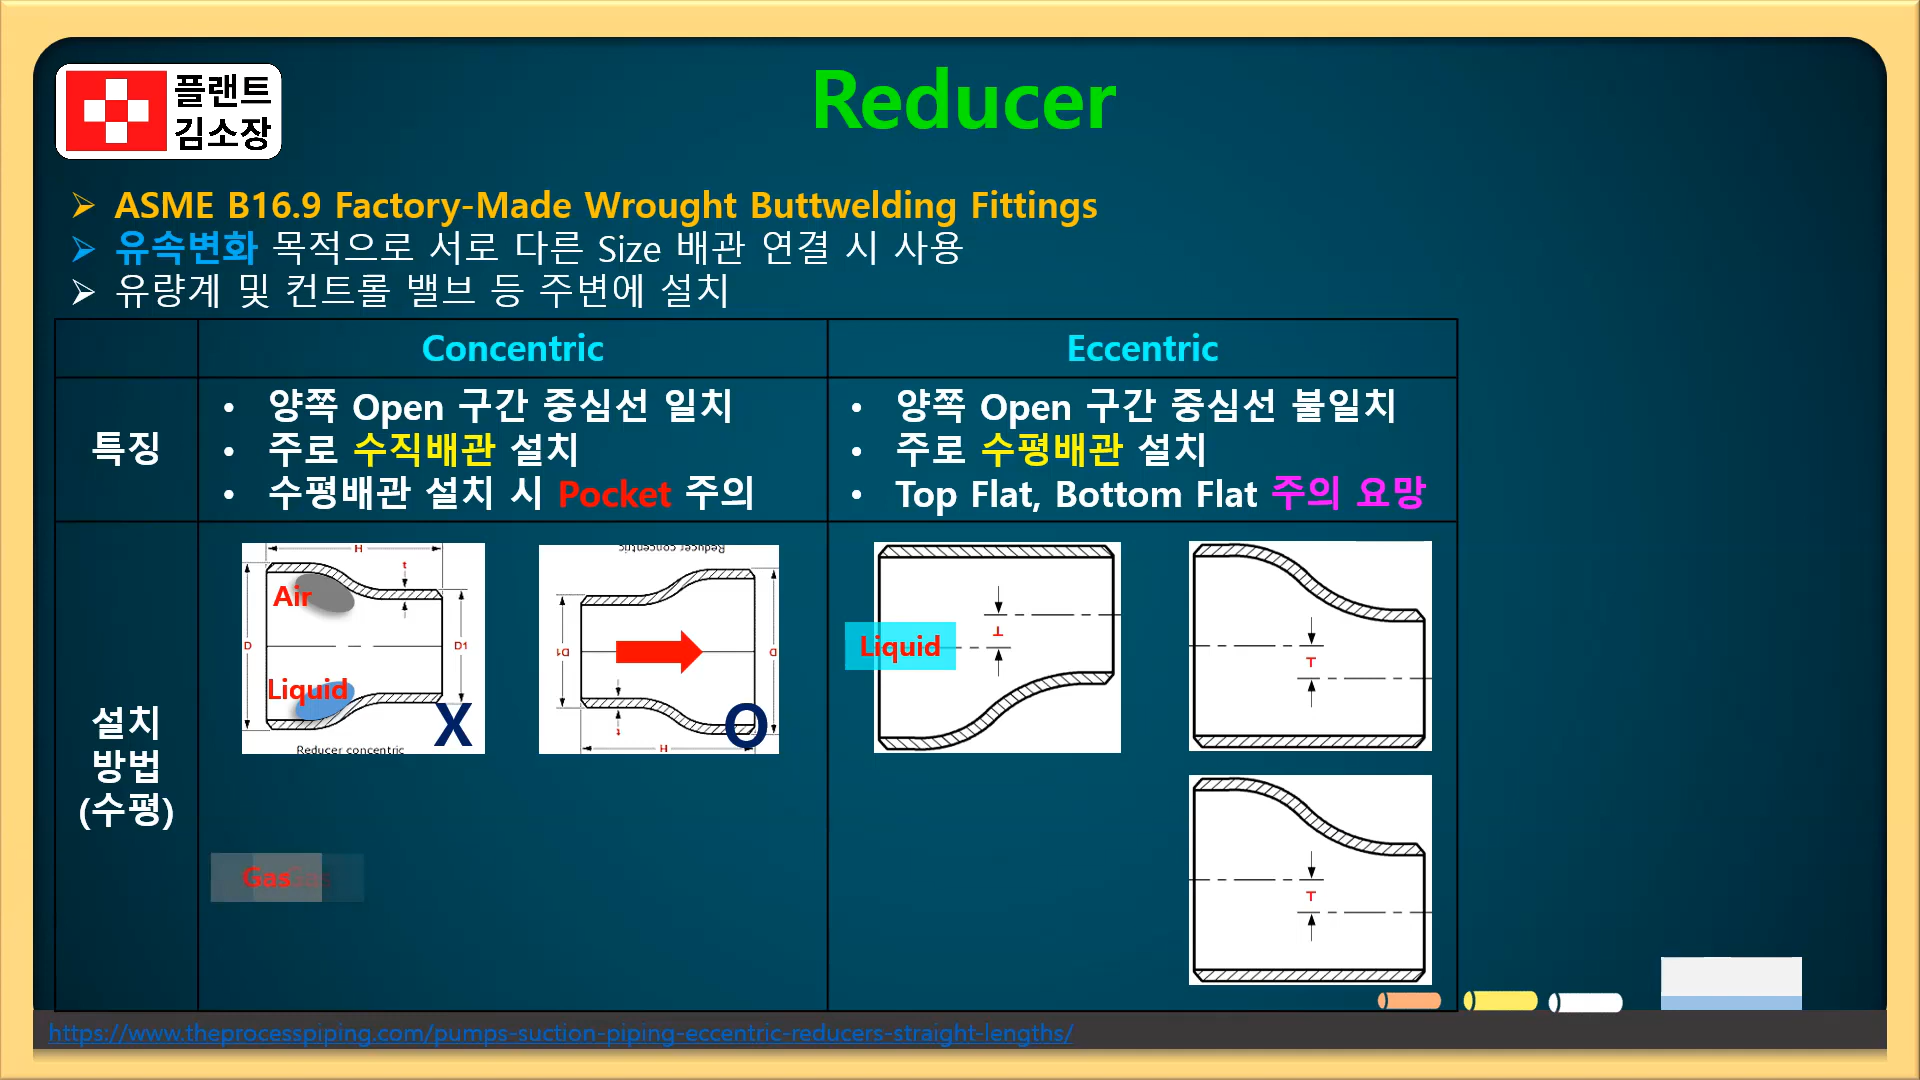 플랜트
김소장
Reducer
ASME B16.9 Factory-Made Wrought Buttwelding Fittings
유속변화 목적으로 서로 다른 Size 배관 연결 시 사용
유량계 및 컨트롤 밸브 등 주변에 설치
Concentric
Eccentric
특징
양쪽 Open 구간 중심선 일치
주로 수직배관 설치
수평배관 설치 시 Pocket 주의
양쪽 Open 구간 중심선 불일치
주로 수평배관 설치
Top Flat, Bottom Flat 주의 요망
설치
방법
(수평)
H
t
Air
D
D1
Liquid
X
Reducer concentric
Reducer concentric
D1
D
t
H
O
T
Liquid
T
T
Gas
Gas
https://www.theprocesspiping.com/pumps-suction-piping-eccentric-reducers-straight-lengths/